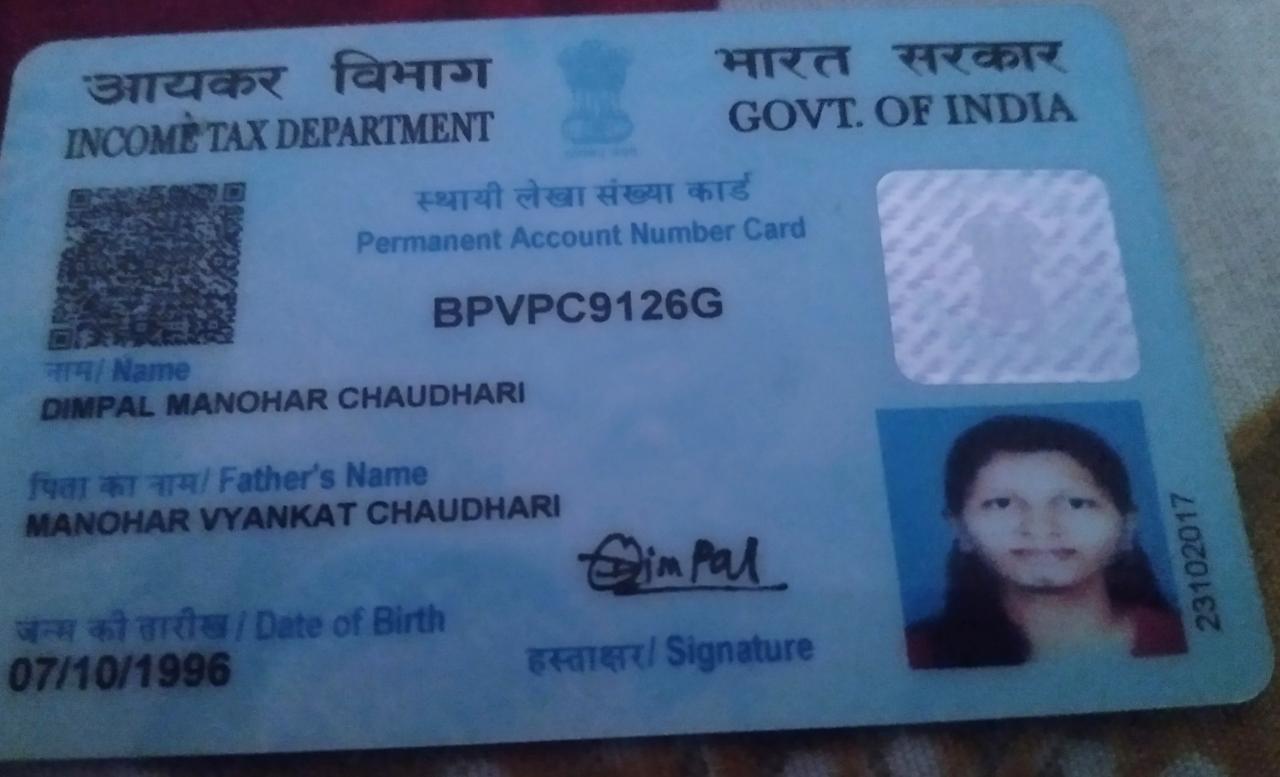 आयकर विभाग
INCOME TAX DEPARTMENT
भारत सरकार
GOVT. OF INDIA
स्थायी लेखा संख्या कार्ड
Permanent Account Number Card
BPVPC9126G
नाम/ Name
DIMPAL MANOHAR CHAUDHARI
पिता का नाम/ Father's Name
MANOHAR VYANKAT CHAUDHARI
जन्म की तारीख/ Date of Birth
07/10/1996
Dimpal
हस्ताक्षर/ Signature
23102017